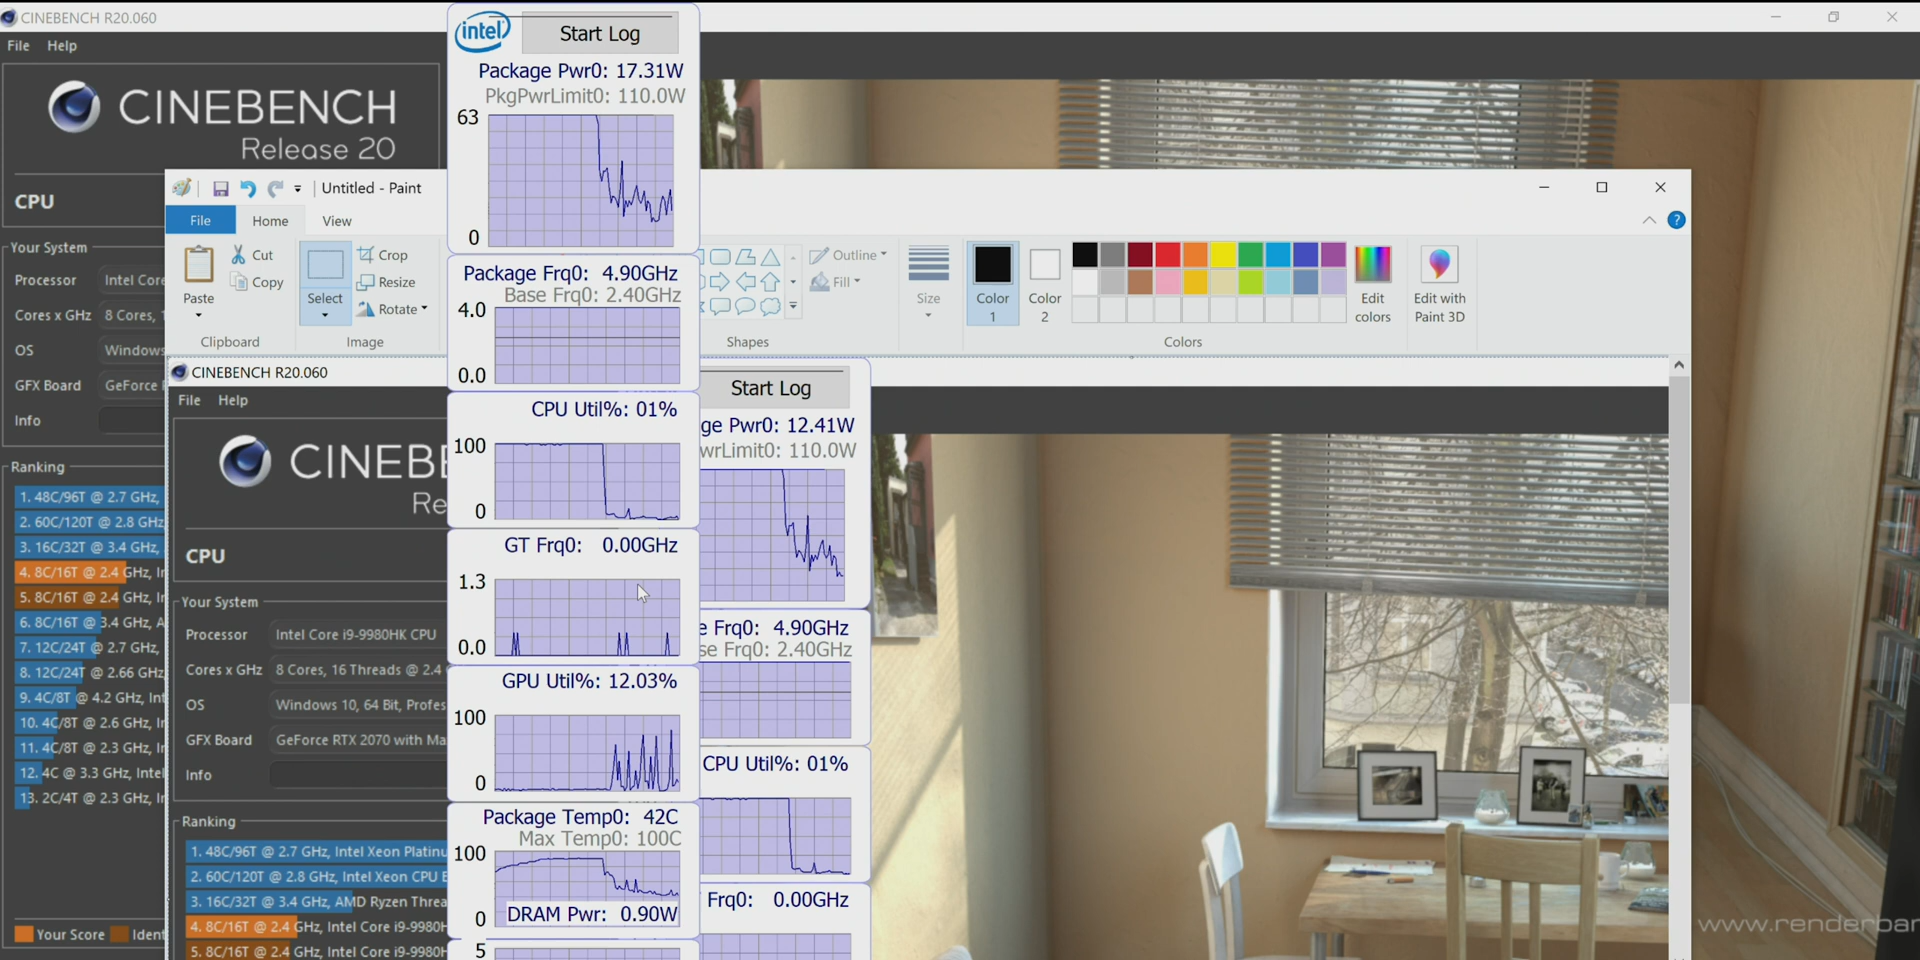 CINEBENCH R20.060
File Help
CINEBENCH
Release 20
CPU
Your System
Processor Intel Core
Cores x GHz 8 Cores,
OS Windows
GFX Board GeForce
Info
Ranking
1. 48C/96T @ 2.7 GHz,
2. 60C/120T @ 2.8 GHz
3. 16C/32T @ 3.4 GHz,
4. 8C/16T @ 2.4 GHz,
5. 8C/16T @ 2.4 GHz,
6. 8C/16T @ 3.4 GHz, A
7. 12C/24T @ 2.7 GHz,
8. 12C/24T @ 2.66 GHz
9. 4C/8T @ 4.2 GHz, Int
10. 4C/8T @ 2.6 GHz,
11. 4C/8T @ 2.3 GHz,
12. 4C @ 3.3 GHz, Intel
13. 2C/4T @ 2.3 GHz,
Your Score Ident
intel
Start Log
Package Pwr0: 17.31W
PkgPwrLimit0: 110.0W
63
0
Package Frq0: 4.90GHz
Base Frq0: 2.40GHz
4.0
0.0
CPU Util%: 01%
100
0
GT Frq0: 0.00GHz
1.3
0.0
GPU Util%: 12.03%
100
0
Package Temp0: 42C
Max Temp0: 100C
100
0
DRAM Pwr: 0.90W
5
Untitled - Paint
File Home View
Paste
Cut
Copy
Clipboard
Select
Crop
Resize
Rotate
Image
Outline
Fill
Shapes
Size
Color
1
Color
2
Edit
colors
Edit with
Paint 3D
Colors
CINEBENCH R20.060
File Help
CINEB
Re
CPU
Your System
Processor Intel Core i9-9980HK CPU
Cores x GHz 8 Cores, 16 Threads @ 2.4
OS Windows 10, 64 Bit, Profes
GFX Board GeForce RTX 2070 with Ma
Info
Ranking
1. 48C/96T @ 2.7 GHz, Intel Xeon Platinu
2. 60C/120T @ 2.8 GHz, Intel Xeon CPU E
3. 16C/32T @ 3.4 GHz, AMD Ryzen Threa
4. 8C/16T @ 2.4 GHz, Intel Core i9-9980H
5. 8C/16T @ 2.4 GHz, Intel Core i9-9980H
Start Log
ge Pwr0: 12.41W
wrLimit0: 110.0W
e Frq0: 4.90GHz
se Frq0: 2.40GHz
CPU Util%: 01%
Frq0: 0.00GHz
www.renderbar